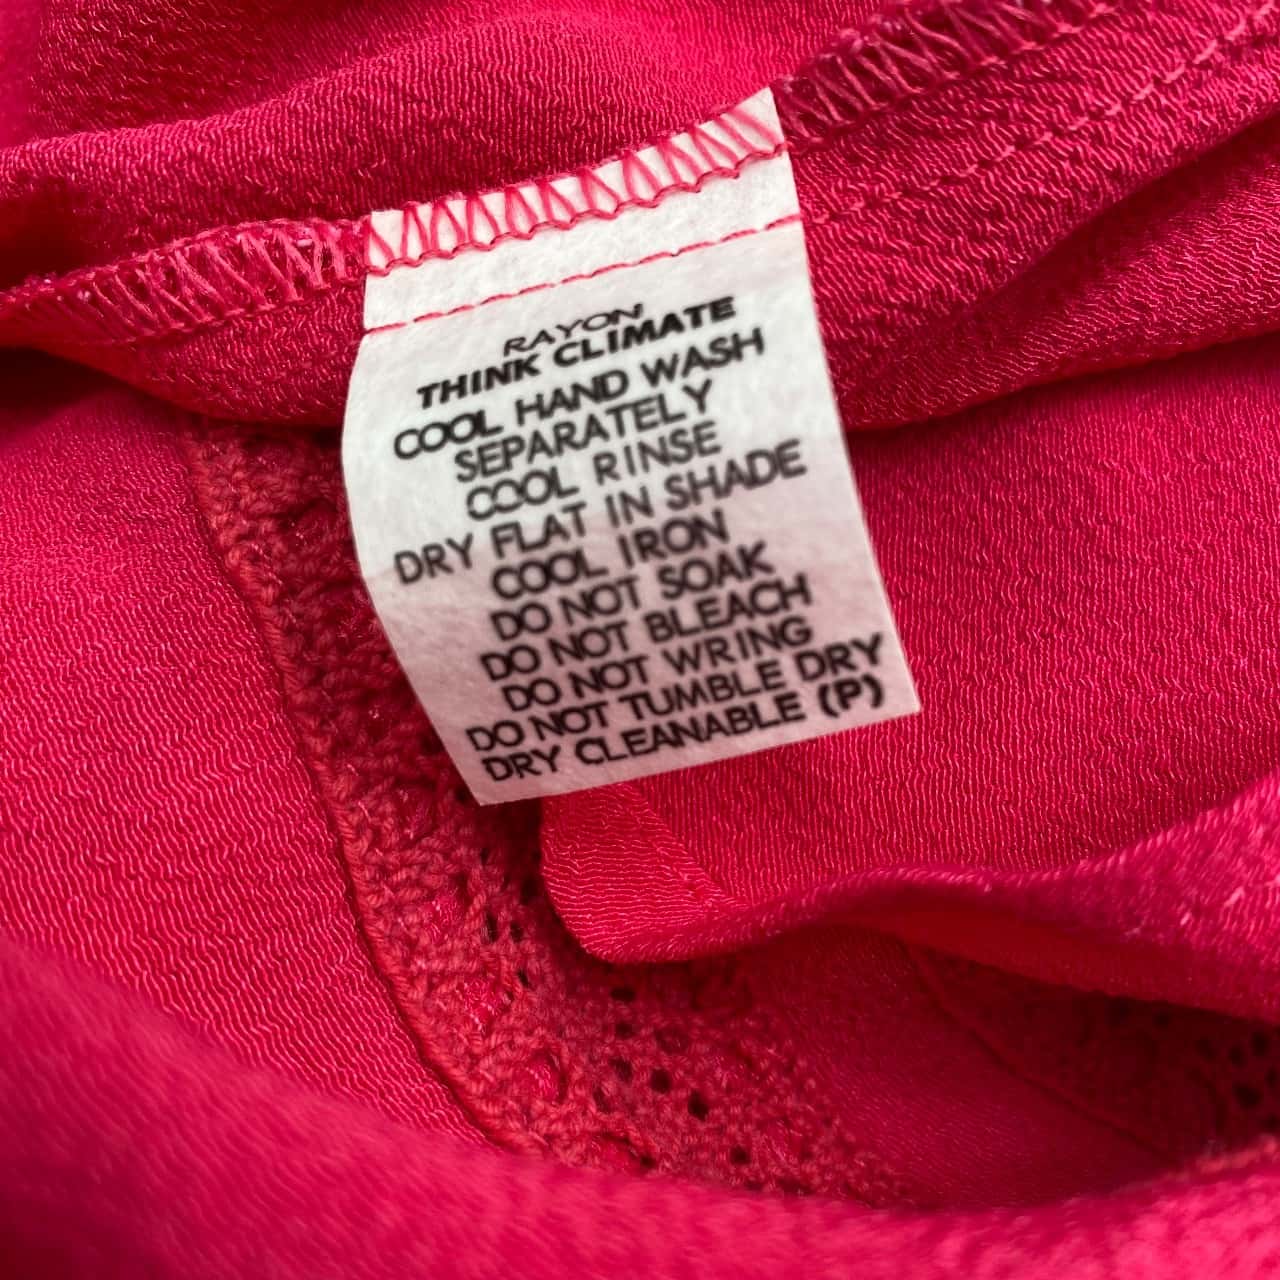 RAYON
THINK CLIMATE
COOL HAND WASH
SEPARATELY
COOL RINSE
DRY FLAT IN SHADE
COOL IRON
DO NOT SOAK
DO NOT BLEACH
DO NOT WRING
DO NOT TUMBLE DRY
DRY CLEANABLE (P)